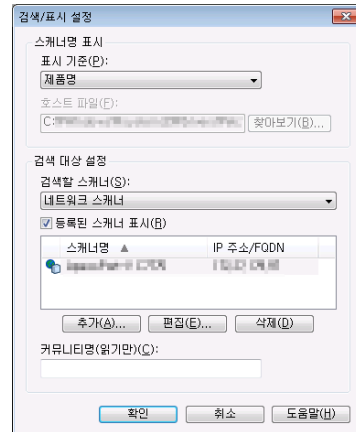 검색/표시 설정
스캐너명 표시
표시 기준(P):
제품명
호스트 파일(F):
C:
찾아보기(B)...
검색 대상 설정
검색할 스캐너(S):
네트워크 스캐너
등록된 스캐너 표시(R)
스캐너명 ▲ IP 주소/FQDN
추가(A)... 편집(E)... 삭제(D)
커뮤니티명(읽기만)(C):
확인 취소 도움말(H)